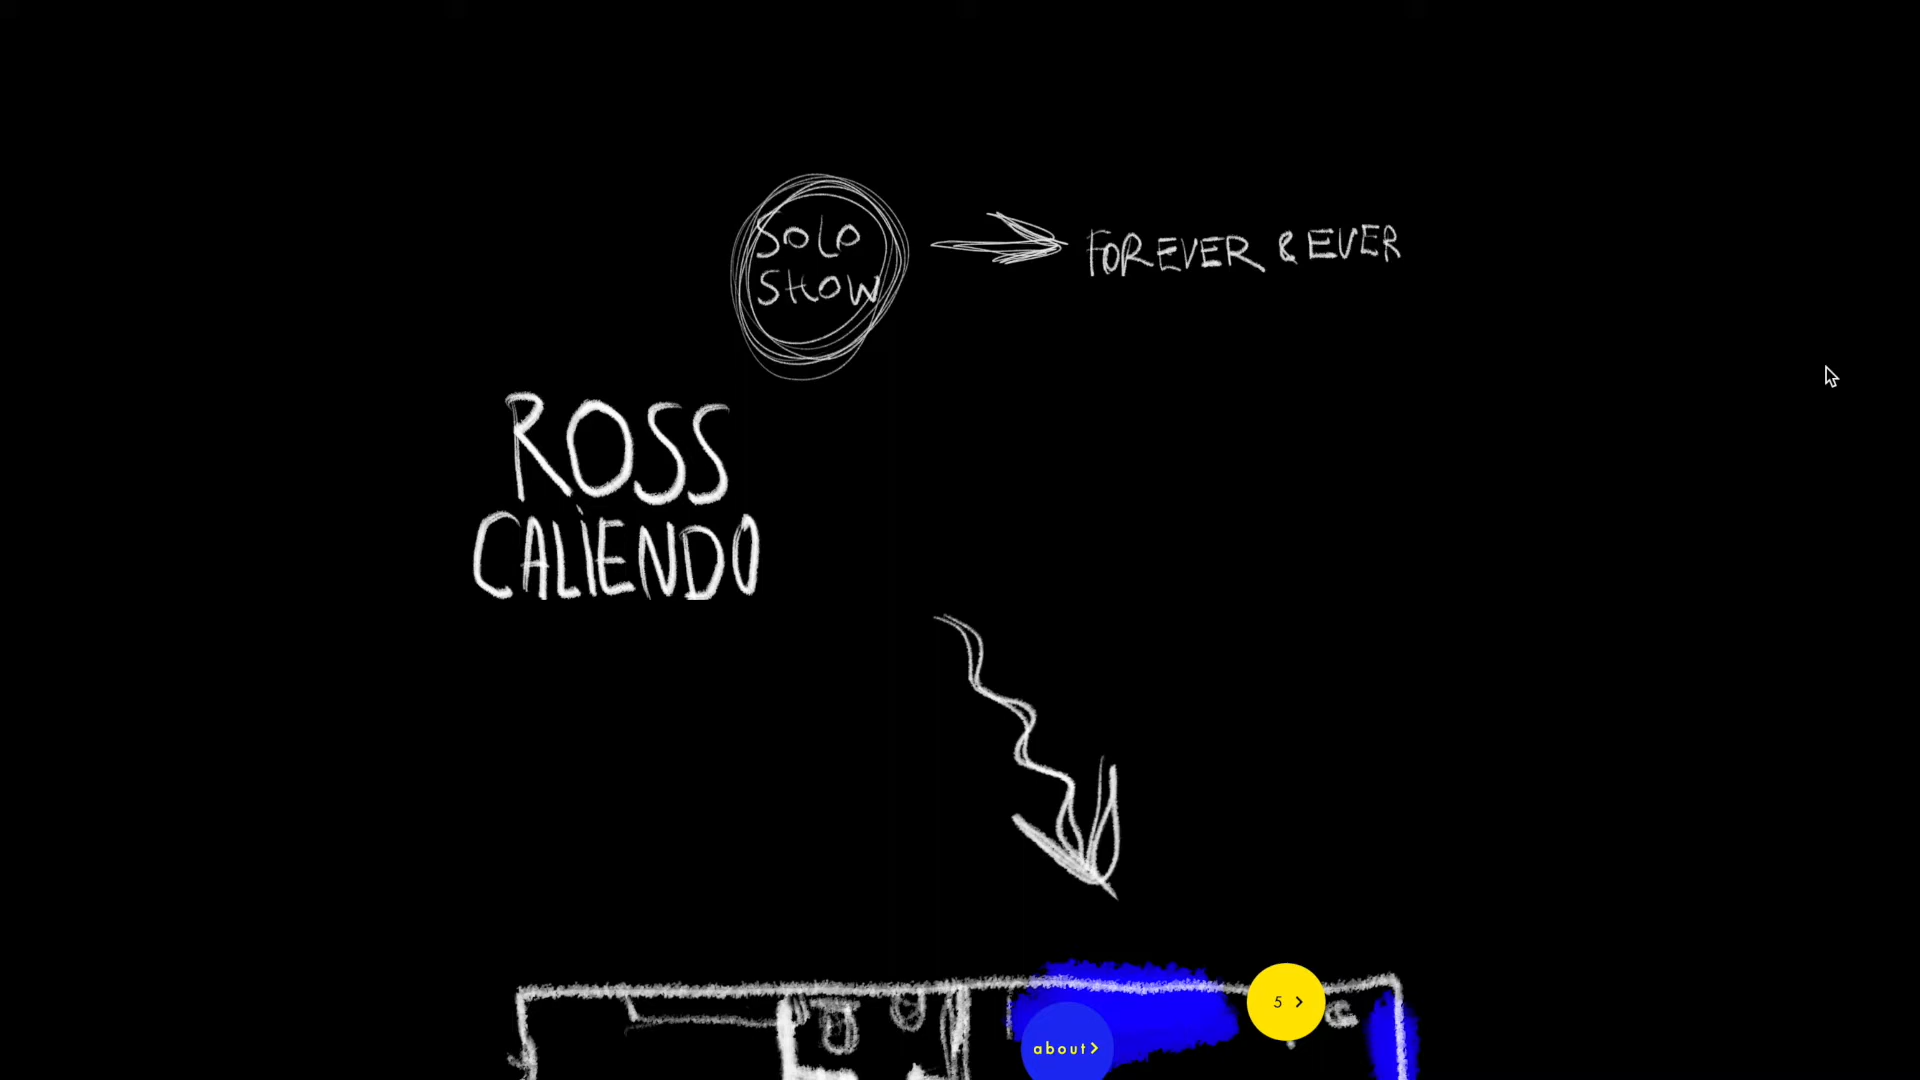 SOLO
SHOW
FOREVER & EVER
ROSS
CALIENDO
5 >
about>